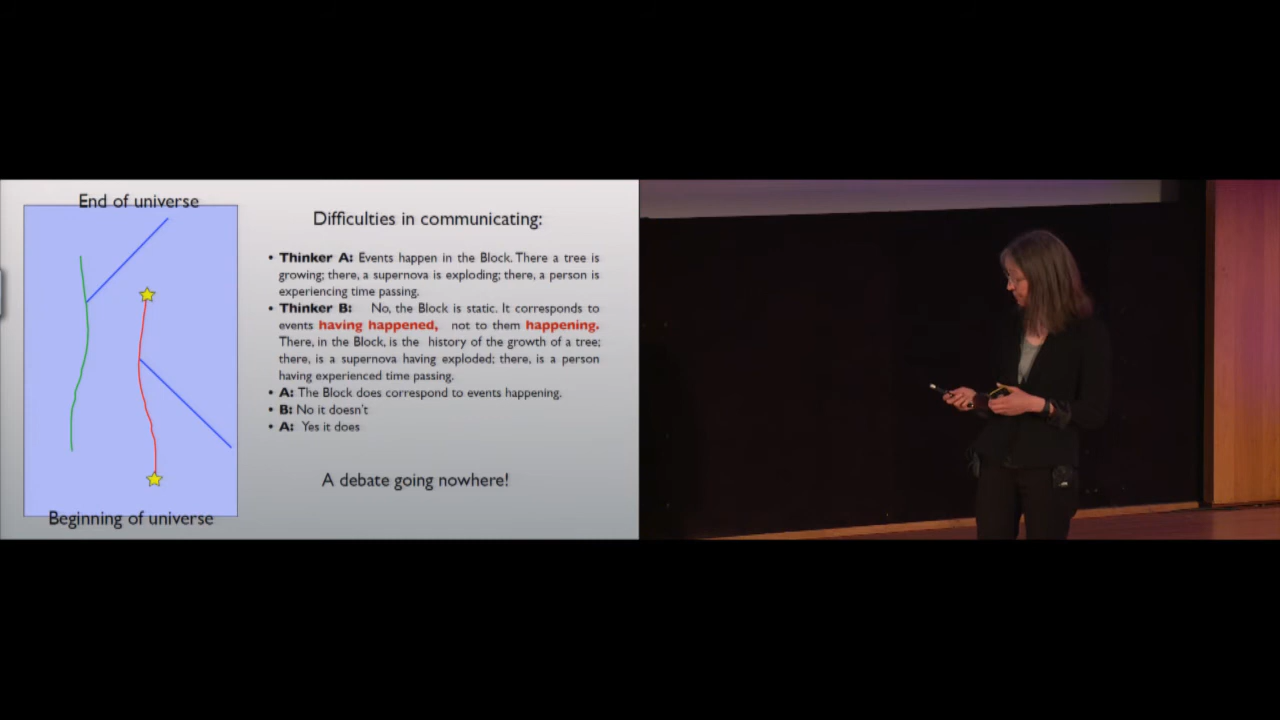 End of universe
Difficulties in communicating:
• Thinker A: Events happen in the Block. There a tree is
growing; there, a supernova is exploding; there, a person is
experiencing time passing.
• Thinker B: No, the Block is static. It corresponds to
events having happened, not to them happening.
There, in the Block, is the history of the growth of a tree;
there, is a supernova having exploded; there, is a person
having experienced time passing.
• A: The Block does correspond to events happening.
• B: No it doesn't
• A: Yes it does
A debate going nowhere!
Beginning of universe